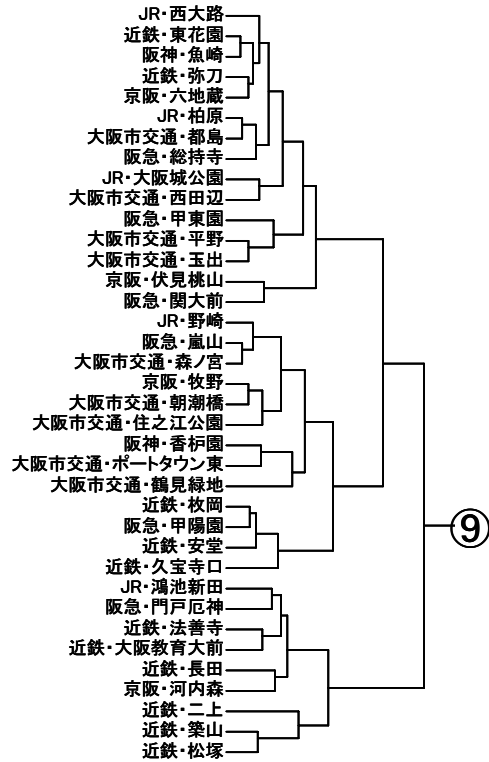 JR・西大路
近鉄・東花園
阪神・魚崎
近鉄・弥刀
京阪・六地蔵
JR・柏原
大阪市交通・都島
阪急・総持寺
JR・大阪城公園
大阪市交通・西田辺
阪急・甲東園
大阪市交通・平野
大阪市交通・玉出
京阪・伏見桃山
阪急・関大前
JR・野崎
阪急・嵐山
大阪市交通・森ノ宮
京阪・牧野
大阪市交通・朝潮橋
大阪市交通・住之江公園
阪神・香枦園
大阪市交通・ポートタウン東
大阪市交通・鶴見緑地
近鉄・枚岡
阪急・甲陽園
近鉄・安堂
近鉄・久宝寺口
JR・鴻池新田
阪急・門戸厄神
近鉄・法善寺
近鉄・大阪教育大前
近鉄・長田
京阪・河内森
近鉄・二上
近鉄・築山
近鉄・松塚
⑨